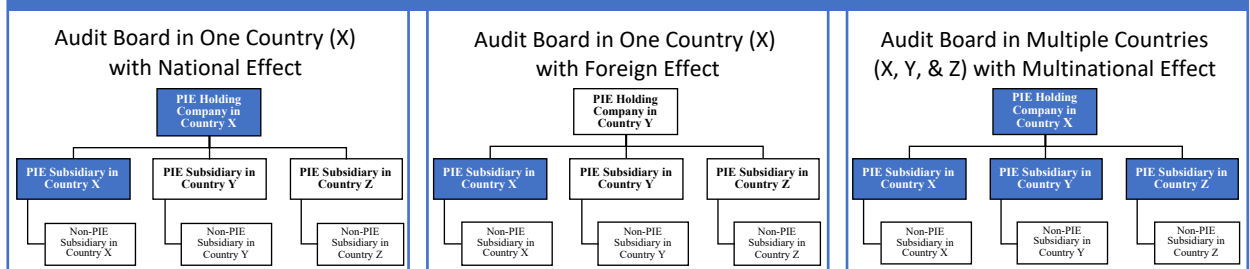 Audit Board in One Country (X)
with National Effect
PIE Holding
Company in
Country X
PIE Subsidiary in
Country X
PIE Subsidiary in
Country Y
PIE Subsidiary in
Country Z
Non-PIE
Subsidiary in
Country X
Non-PIE
Subsidiary in
Country Y
Non-PIE
Subsidiary in
Country Z
Audit Board in One Country (X)
with Foreign Effect
PIE Holding
Company in
Country Y
PIE Subsidiary in
Country X
PIE Subsidiary in
Country Y
PIE Subsidiary in
Country Z
Non-PIE
Subsidiary in
Country X
Non-PIE
Subsidiary in
Country Y
Non-PIE
Subsidiary in
Country Z
Audit Board in Multiple Countries
(X, Y, & Z) with Multinational Effect
PIE Holding
Company in
Country X
PIE Subsidiary in
Country X
PIE Subsidiary in
Country Y
PIE Subsidiary in
Country Z
Non-PIE
Subsidiary in
Country X
Non-PIE
Subsidiary in
Country Y
Non-PIE
Subsidiary in
Country Z